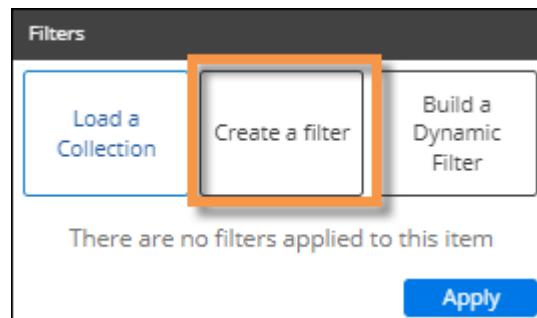 Filters
Load a
Collection
Create a filter
Build a
Dynamic
Filter
There are no filters applied to this item
Apply